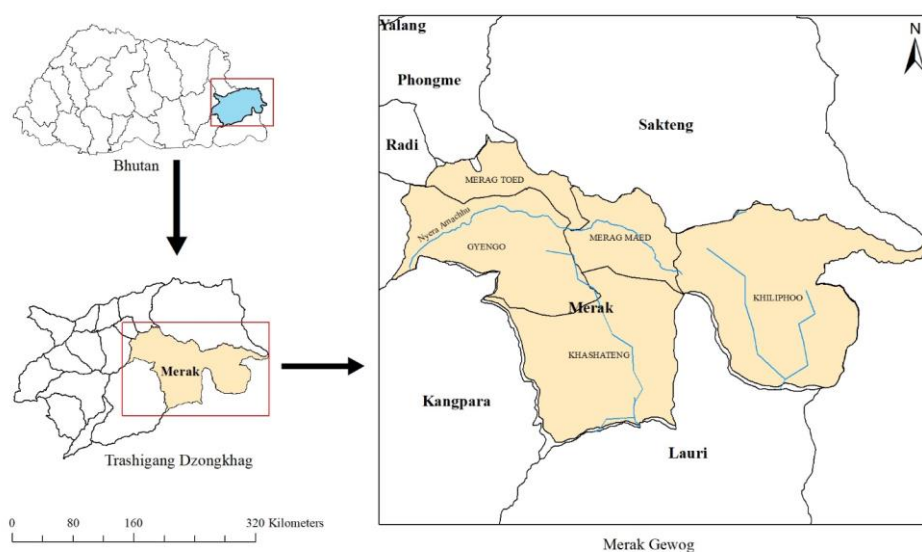 Bhutan
Merak
Trashigang Dzongkhag
0 80 160 320 Kilometers
Yalang
N
Phongme
Sakteng
Radi
MERAG TOED
Nyera Amachhu
MERAG MAED
GYENGO
KHILIPHOO
Merak
KHASHATENG
Kangpara
Lauri
Merak Gewog